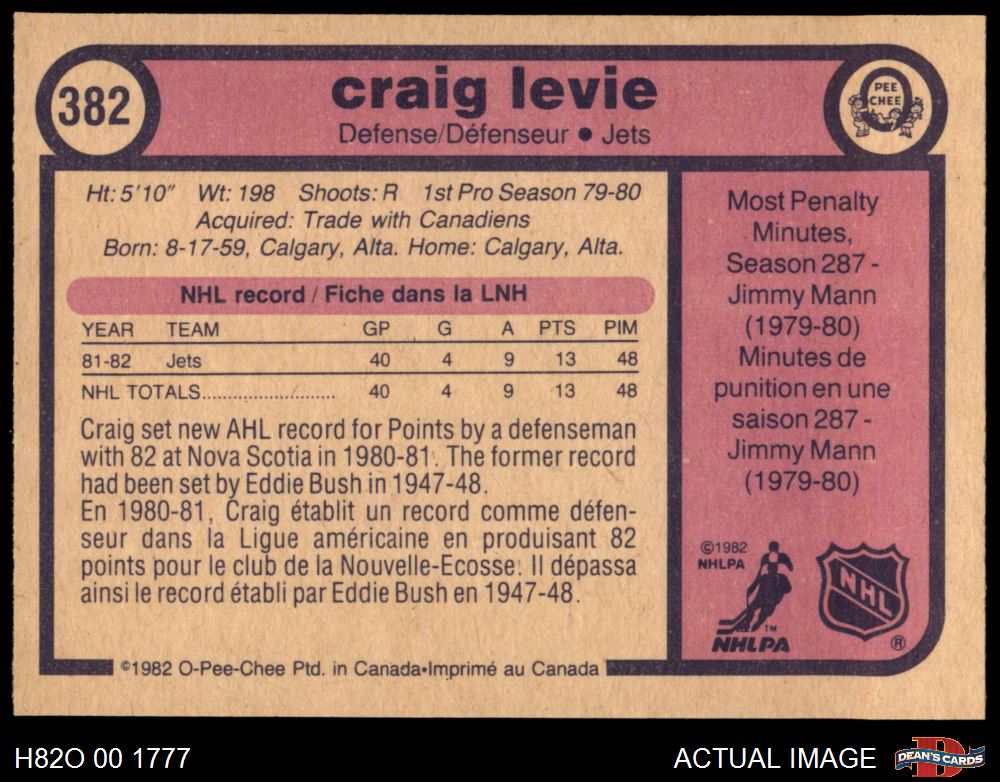 382
craig levie
Defense/Défenseur • Jets
O
PEE
CHEE
Ht: 5'10" Wt: 198 Shoots: R 1st Pro Season 79-80
Acquired: Trade with Canadiens
Born: 8-17-59, Calgary, Alta. Home: Calgary, Alta.
NHL record / Fiche dans la LNH
YEAR TEAM GP G A PTS PIM
81-82 Jets 40 4 9 13 48
NHL TOTALS........................ 40 4 9 13 48
Craig set new AHL record for Points by a defenseman
with 82 at Nova Scotia in 1980-81. The former record
had been set by Eddie Bush in 1947-48.
En 1980-81, Craig établit un record comme défen-
seur dans la Ligue américaine en produisant 82
points pour le club de la Nouvelle-Ecosse. Il dépassa
ainsi le record établi par Eddie Bush en 1947-48.
Most Penalty
Minutes,
Season 287 -
Jimmy Mann
(1979-80)
Minutes de
punition en une
saison 287 -
Jimmy Mann
(1979-80)
©1982
NHLPA
TM
NHLPA
NHL
®
©1982 O-Pee-Chee Ptd. in Canada•Imprimé au Canada
H82O 00 1777
ACTUAL IMAGE
D
DEAN'S CARDS